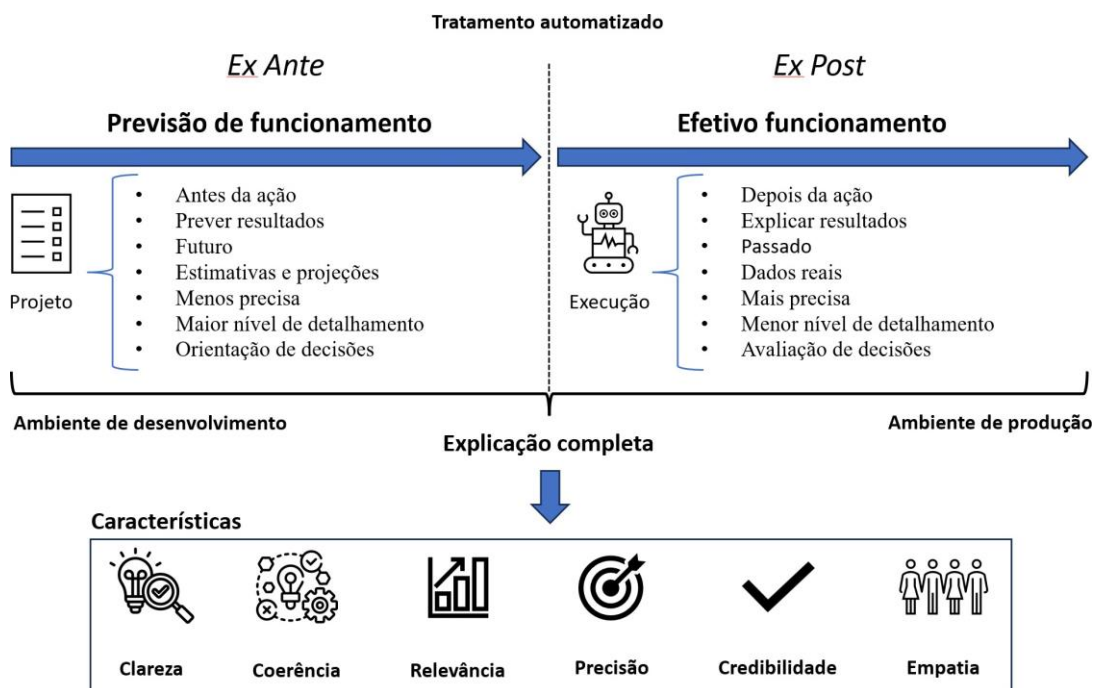 Tratamento automatizado
Ex Ante
Ex Post
Previsão de funcionamento
Efetivo funcionamento
Projeto
• Antes da ação
• Prever resultados
• Futuro
• Estimativas e projeções
• Menos precisa
• Maior nível de detalhamento
• Orientação de decisões
Execução
• Depois da ação
• Explicar resultados
• Passado
• Dados reais
• Mais precisa
• Menor nível de detalhamento
• Avaliação de decisões
Ambiente de desenvolvimento
Ambiente de produção
Explicação completa
Características
Clareza
Coerência
Relevância
Precisão
Credibilidade
Empatia